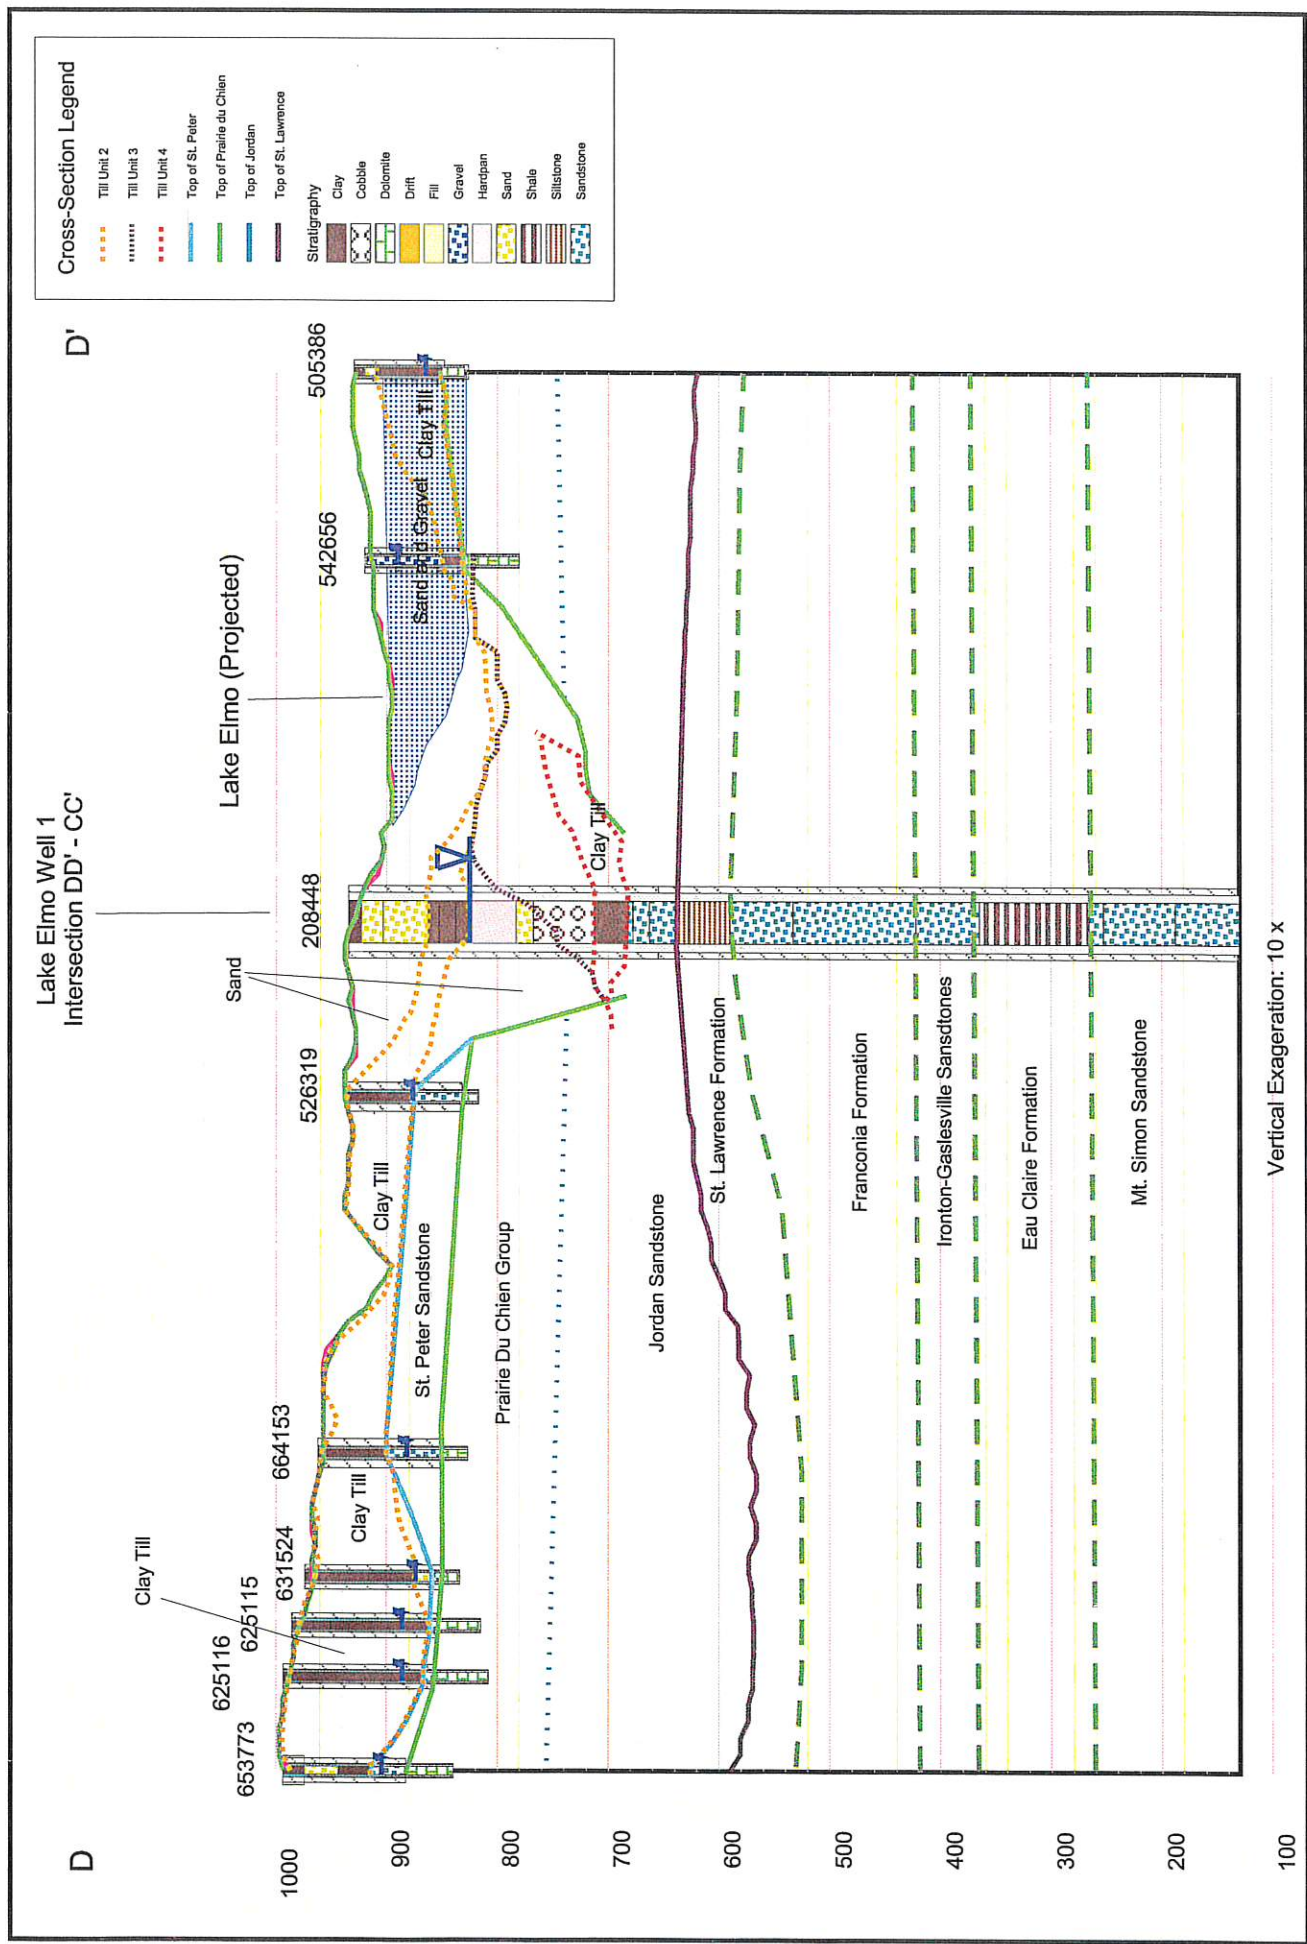 D
D'
Lake Elmo Well 1
Intersection DD' - CC'
Lake Elmo (Projected)
653773
625116
625115
631524
664153
526319
208448
542656
505386
Clay Till
Sand
Clay Till
Clay Till
Sand and Gravel
Clay Till
Clay Till
St. Peter Sandstone
Prairie Du Chien Group
Jordan Sandstone
St. Lawrence Formation
Franconia Formation
Ironton-Gaslesville Sansdtones
Eau Claire Formation
Mt. Simon Sandstone
1000
900
800
700
600
500
400
300
200
100
Vertical Exageration: 10 x
Cross-Section Legend
Till Unit 2
Till Unit 3
Till Unit 4
Top of St. Peter
Top of Prairie du Chien
Top of Jordan
Top of St. Lawrence
Stratigraphy
Clay
Cobble
Dolomite
Drift
Fill
Gravel
Hardpan
Sand
Shale
Siltstone
Sandstone